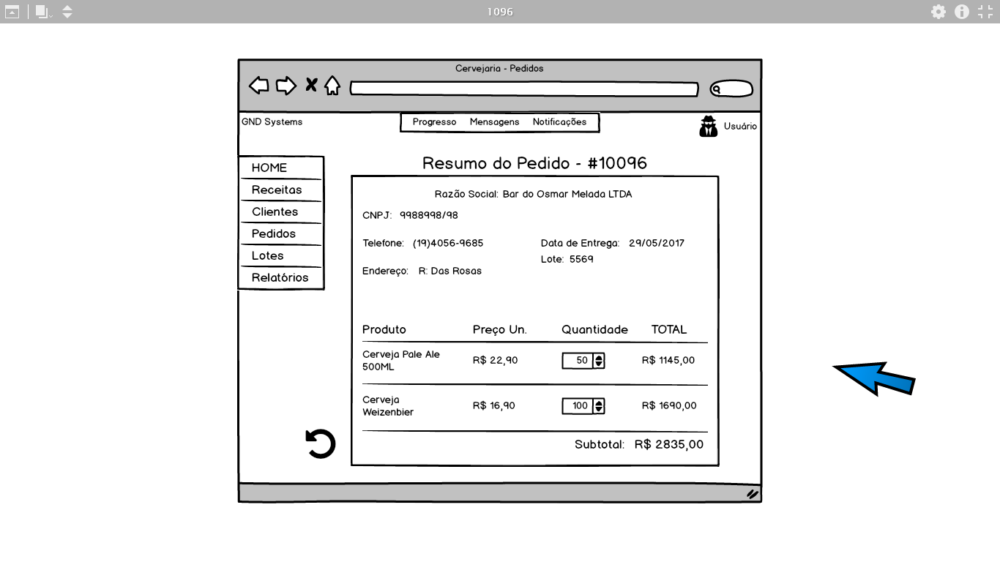 1096
Cervejaria - Pedidos
GND Systems
Progresso Mensagens Notificações
Usuário
HOME
Receitas
Clientes
Pedidos
Lotes
Relatórios
Resumo do Pedido - #10096
Razão Social: Bar do Osmar Melada LTDA
CNPJ: 9988998/98
Telefone: (19)4056-9685
Data de Entrega: 29/05/2017
Lote: 5569
Endereço: R: Das Rosas
Produto Preço Un. Quantidade TOTAL
Cerveja Pale Ale
500ML
R$ 22,90 50 R$ 1145,00
Cerveja
Weizenbier
R$ 16,90 100 R$ 1690,00
Subtotal: R$ 2835,00